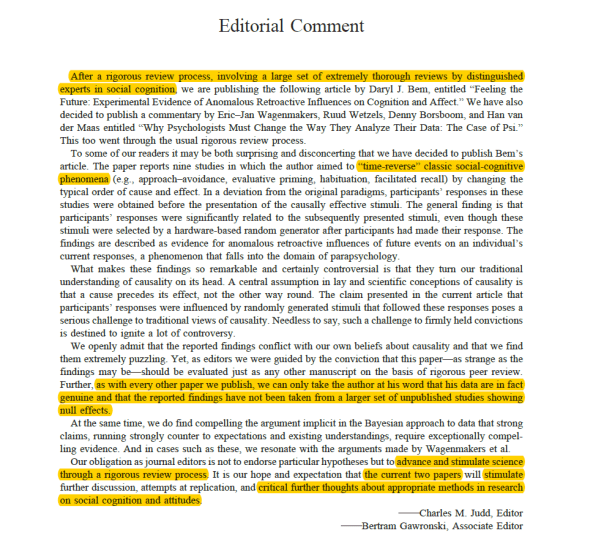 Editorial Comment
After a rigorous review process, involving a large set of extremely thorough reviews by distinguished
experts in social cognition, we are publishing the following article by Daryl J. Bem, entitled “Feeling the
Future: Experimental Evidence of Anomalous Retroactive Influences on Cognition and Affect.” We have also
decided to publish a commentary by Eric–Jan Wagenmakers, Ruud Wetzels, Denny Borsboom, and Han van
der Maas entitled “Why Psychologists Must Change the Way They Analyze Their Data: The Case of Psi.”
This too went through the usual rigorous review process.
To some of our readers it may be both surprising and disconcerting that we have decided to publish Bem’s
article. The paper reports nine studies in which the author aimed to “time-reverse” classic social-cognitive
phenomena (e.g., approach–avoidance, evaluative priming, habituation, facilitated recall) by changing the
typical order of cause and effect. In a deviation from the original paradigms, participants’ responses in these
studies were obtained before the presentation of the causally effective stimuli. The general finding is that
participants’ responses were significantly related to the subsequently presented stimuli, even though these
stimuli were selected by a hardware-based random generator after participants had made their response. The
findings are described as evidence for anomalous retroactive influences of future events on an individual’s
current responses, a phenomenon that falls into the domain of parapsychology.
What makes these findings so remarkable and certainly controversial is that they turn our traditional
understanding of causality on its head. A central assumption in lay and scientific conceptions of causality is
that a cause precedes its effect, not the other way round. The claim presented in the current article that
participants’ responses were influenced by randomly generated stimuli that followed these responses poses a
serious challenge to traditional views of causality. Needless to say, such a challenge to firmly held convictions
is destined to ignite a lot of controversy.
We openly admit that the reported findings conflict with our own beliefs about causality and that we find
them extremely puzzling. Yet, as editors we were guided by the conviction that this paper—as strange as the
findings may be—should be evaluated just as any other manuscript on the basis of rigorous peer review.
Further, as with every other paper we publish, we can only take the author at his word that his data are in fact
genuine and that the reported findings have not been taken from a larger set of unpublished studies showing
null effects.
At the same time, we do find compelling the argument implicit in the Bayesian approach to data that strong
claims, running strongly counter to expectations and existing understandings, require exceptionally compel-
ling evidence. And in cases such as these, we resonate with the arguments made by Wagenmakers et al.
Our obligation as journal editors is not to endorse particular hypotheses but to advance and stimulate science
through a rigorous review process. It is our hope and expectation that the current two papers will stimulate
further discussion, attempts at replication, and critical further thoughts about appropriate methods in research
on social cognition and attitudes.
——Charles M. Judd, Editor
——Bertram Gawronski, Associate Editor